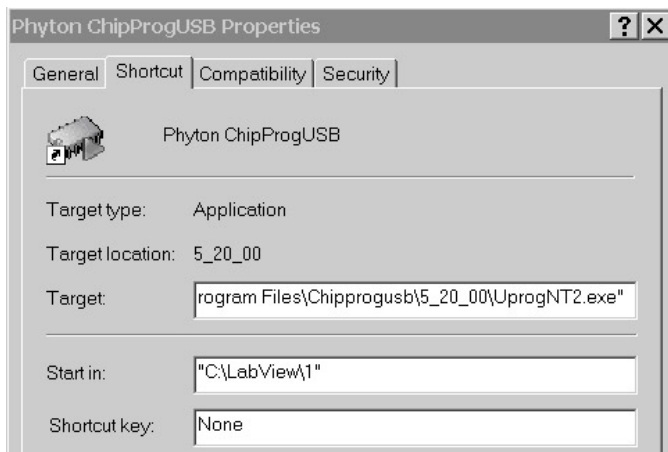 Phyton ChipProgUSB Properties
General Shortcut Compatibility Security
Phyton ChipProgUSB
Target type: Application
Target location: 5_20_00
Target: rogram Files\Chipprogusb\5_20_00\UprogNT2.exe"
Start in: "C:\LabView\1"
Shortcut key: None